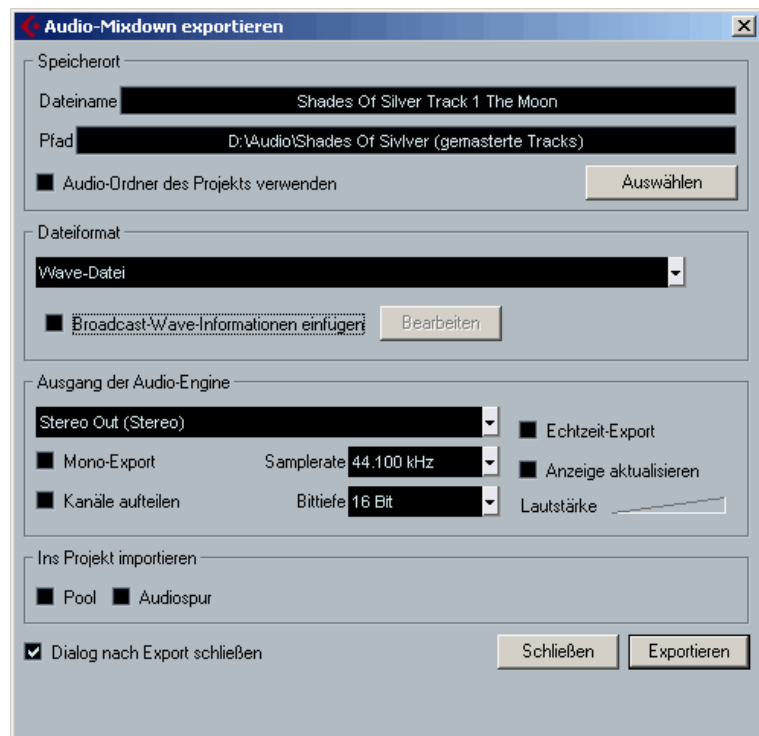 Audio-Mixdown exportieren
Speicherort
Dateiname Shades Of Silver Track 1 The Moon
Pfad D:\Audio\Shades Of Sivlver (gemasterte Tracks)
Audio-Ordner des Projekts verwenden Auswählen
Dateiformat
Wave-Datei
Broadcast-Wave-Informationen einfügen Bearbeiten
Ausgang der Audio-Engine
Stereo Out (Stereo) Echtzeit-Export
Mono-Export Samplerate 44.100 kHz Anzeige aktualisieren
Kanäle aufteilen Bittiefe 16 Bit Lautstärke
Ins Projekt importieren
Pool Audiospur
Dialog nach Export schließen Schließen Exportieren